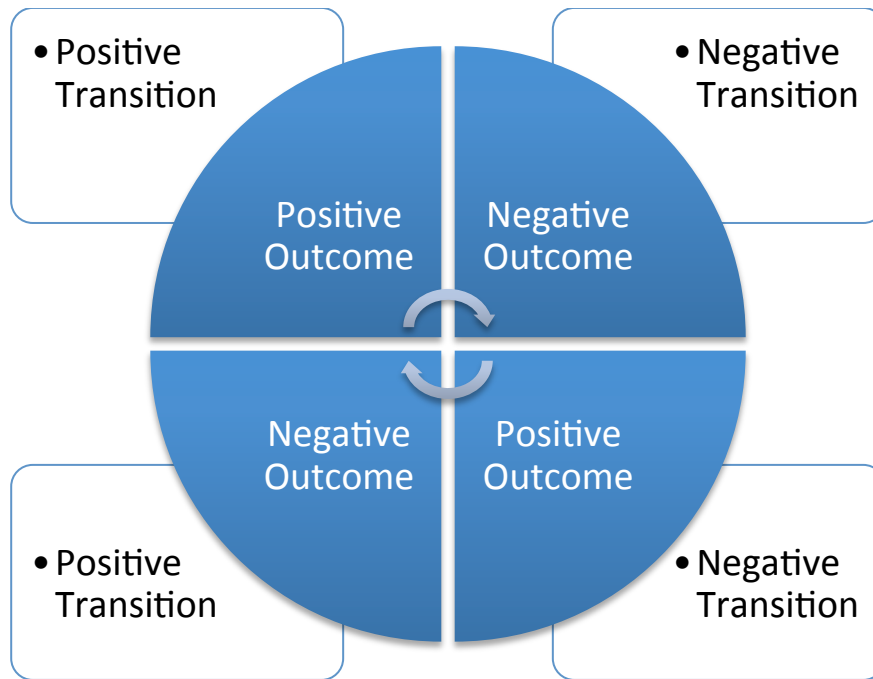 • Positive
Transition
• Negative
Transition
Positive
Outcome
Negative
Outcome
Negative
Outcome
Positive
Outcome
• Positive
Transition
• Negative
Transition